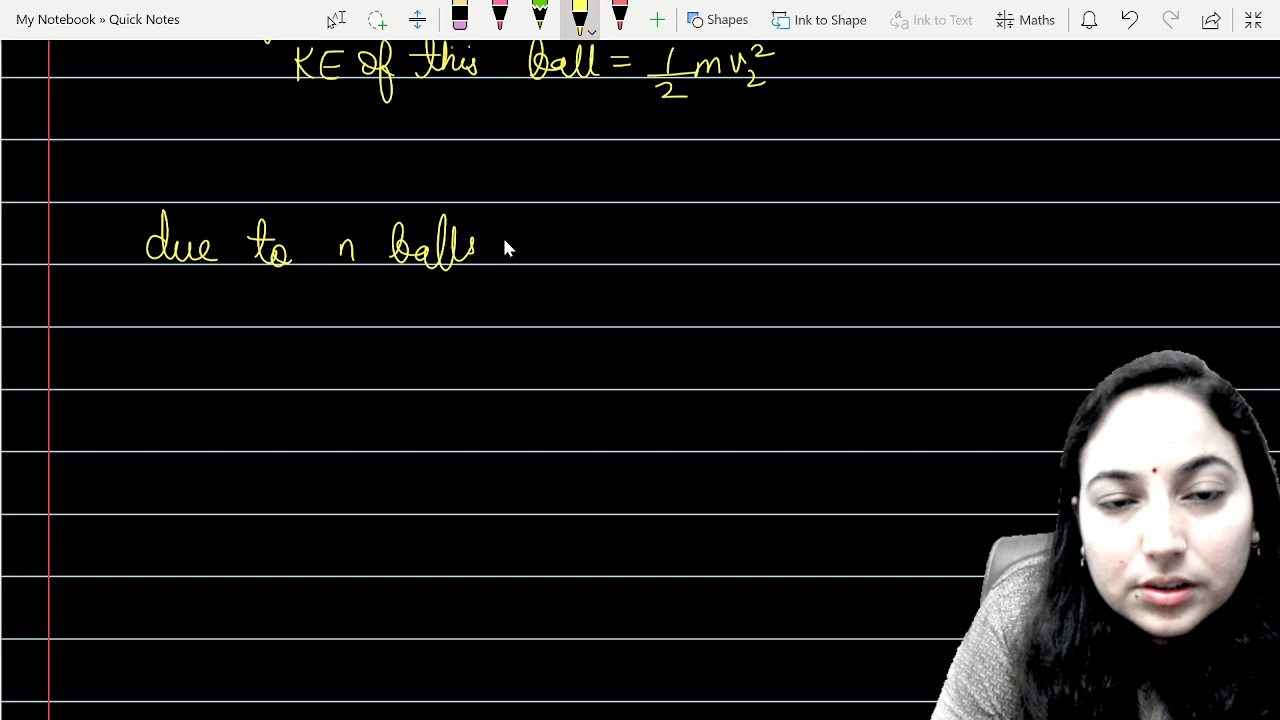 My Notebook » Quick Notes
Shapes
Ink to Shape
Ink to Text
Maths
KE of this ball = 1/2 m v₂²
due to n balls